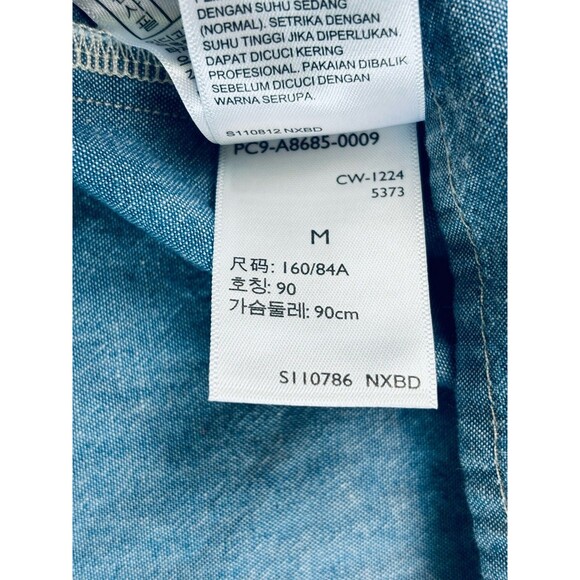 DENGAN SUHU SEDANG
(NORMAL). SETRIKA DENGAN
SUHU TINGGI JIKA DIPERLUKAN.
DAPAT DICUCI KERING
PROFESIONAL. PAKAIAN DIBALIK
SEBELUM DICUCI DENGAN
WARNA SERUPA.
S110812 NXBD
PC9-A8685-0009
CW-1224
5373
M
尺码: 160/84A
호칭: 90
가슴둘레: 90cm
S110786 NXBD